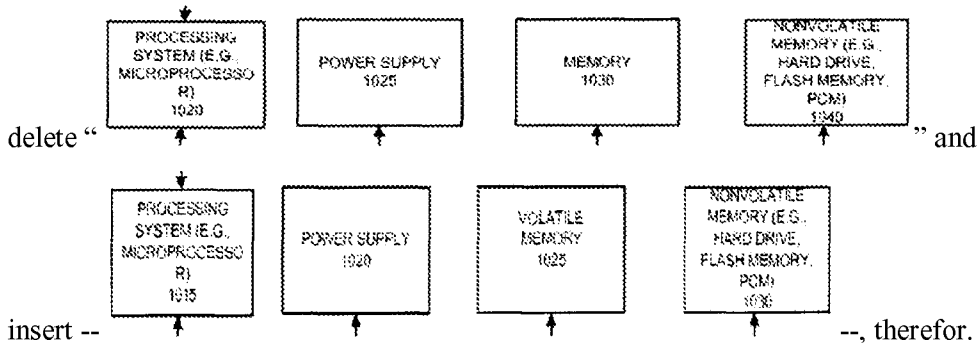 PROCESSING
SYSTEM (E.G.,
MICROPROCESSO
R)
1020
POWER SUPPLY
1025
MEMORY
1030
NONVOLATILE
MEMORY (E.G.,
HARD DRIVE,
FLASH MEMORY,
PCM)
1040
delete “ ” and
PROCESSING
SYSTEM (E.G.,
MICROPROCESSO
R)
1015
POWER SUPPLY
1020
VOLATILE
MEMORY
1025
NONVOLATILE
MEMORY (E.G.,
HARD DRIVE,
FLASH MEMORY,
PCM)
1030
insert -- --, therefor.